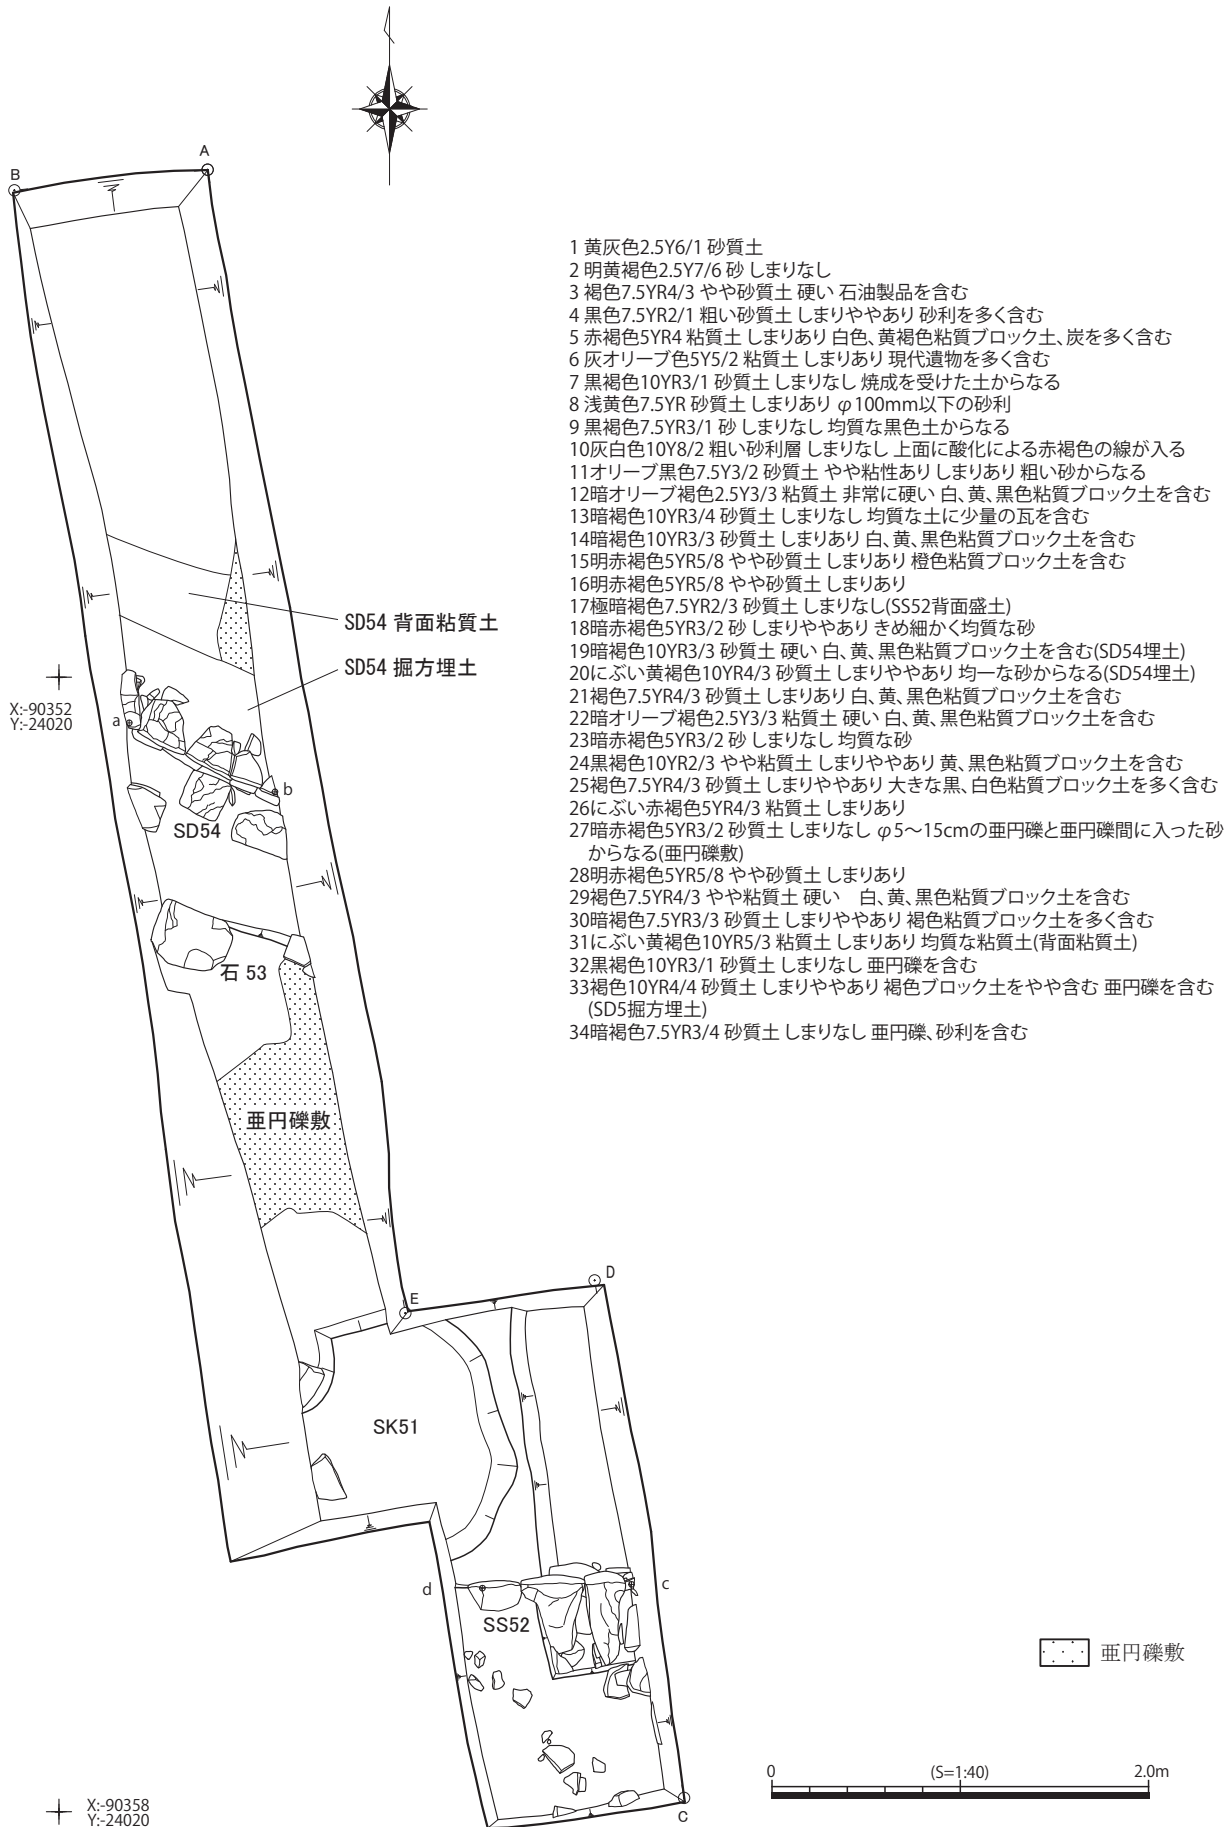 A
B
1 黄灰色2.5Y6/1 砂質土
2 明黄褐色2.5Y7/6 砂 しまりなし
3 褐色7.5YR4/3 やや砂質土 硬い 石油製品を含む
4 黒色7.5YR2/1 粗い砂質土 しまりややあり 砂利を多く含む
5 赤褐色5YR4 粘質土 しまりあり 白色、黄褐色粘質ブロック土、炭を多く含む
6 灰オリーブ色5Y5/2 粘質土 しまりあり 現代遺物を多く含む
7 黒褐色10YR3/1 砂質土 しまりなし 焼成を受けた土からなる
8 浅黄色7.5YR 砂質土 しまりあり φ100mm以下の砂利
9 黒褐色7.5YR3/1 砂 しまりなし 均質な黒色土からなる
10灰白色10Y8/2 粗い砂利層 しまりなし 上面に酸化による赤褐色の線が入る
11オリーブ黒色7.5Y3/2 砂質土 やや粘性あり しまりあり 粗い砂からなる
12暗オリーブ褐色2.5Y3/3 粘質土 非常に硬い 白、黄、黒色粘質ブロック土を含む
13暗褐色10YR3/4 砂質土 しまりなし 均質な土に少量の瓦を含む
14暗褐色10YR3/3 砂質土 しまりあり 白、黄、黒色粘質ブロック土を含む
15明赤褐色5YR5/8 やや砂質土 しまりあり 橙色粘質ブロック土を含む
16明赤褐色5YR5/8 やや砂質土 しまりあり
17極暗褐色7.5YR2/3 砂質土 しまりなし(SS52背面盛土)
18暗赤褐色5YR3/2 砂 しまりややあり きめ細かく均質な砂
19暗褐色10YR3/3 砂質土 硬い 白、黄、黒色粘質ブロック土を含む(SD54埋土)
20にぶい黄褐色10YR4/3 砂質土 しまりややあり 均一な砂からなる(SD54埋土)
21褐色7.5YR4/3 砂質土 しまりあり 白、黄、黒色粘質ブロック土を含む
22暗オリーブ褐色2.5Y3/3 粘質土 硬い 白、黄、黒色粘質ブロック土を含む
23暗赤褐色5YR3/2 砂 しまりなし 均質な砂
24黒褐色10YR2/3 やや粘質土 しまりややあり 黄、黒色粘質ブロック土を含む
25褐色7.5YR4/3 砂質土 しまりややあり 大きな黒、白色粘質ブロック土を多く含む
26にぶい赤褐色5YR4/3 粘質土 しまりあり
27暗赤褐色5YR3/2 砂質土 しまりなし φ5〜15cmの亜円礫と亜円礫間に入った砂
からなる(亜円礫敷)
28明赤褐色5YR5/8 やや砂質土 しまりあり
29褐色7.5YR4/3 やや粘質土 硬い　白、黄、黒色粘質ブロック土を含む
30暗褐色7.5YR3/3 砂質土 しまりややあり 褐色粘質ブロック土を多く含む
31にぶい黄褐色10YR5/3 粘質土 しまりあり 均質な粘質土(背面粘質土)
32黒褐色10YR3/1 砂質土 しまりなし 亜円礫を含む
33褐色10YR4/4 砂質土 しまりややあり 褐色ブロック土をやや含む 亜円礫を含む
(SD5掘方埋土)
34暗褐色7.5YR3/4 砂質土 しまりなし 亜円礫、砂利を含む
SD54 背面粘質土
SD54 掘方埋土
X:-90352
Y:-24020
a
b
SD54
石 53
亜円礫敷
E
D
SK51
d
c
SS52
亜円礫敷
0
(S=1:40)
2.0m
X:-90358
Y:-24020
C